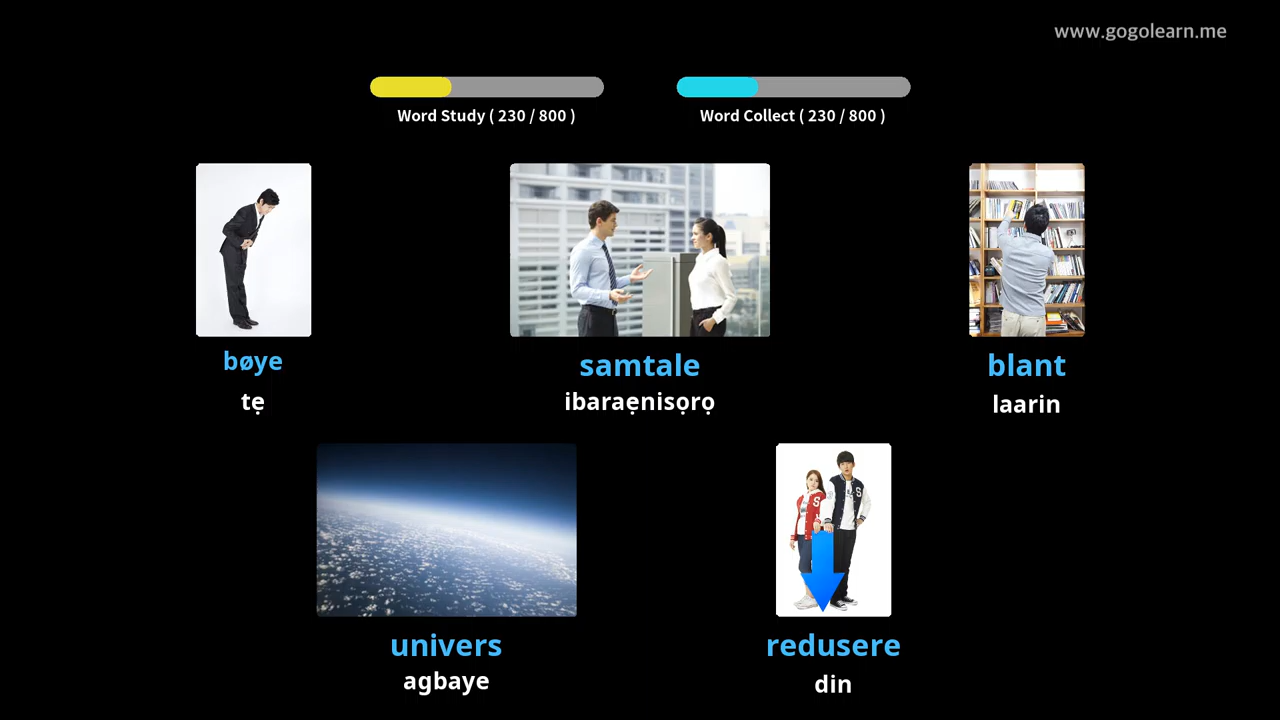 www.gogolearn.me
Word Study ( 230 / 800 )
Word Collect ( 230 / 800 )
bøye
tẹ
samtale
ibaraẹnisọrọ
blant
laarin
univers
agbaye
redusere
din